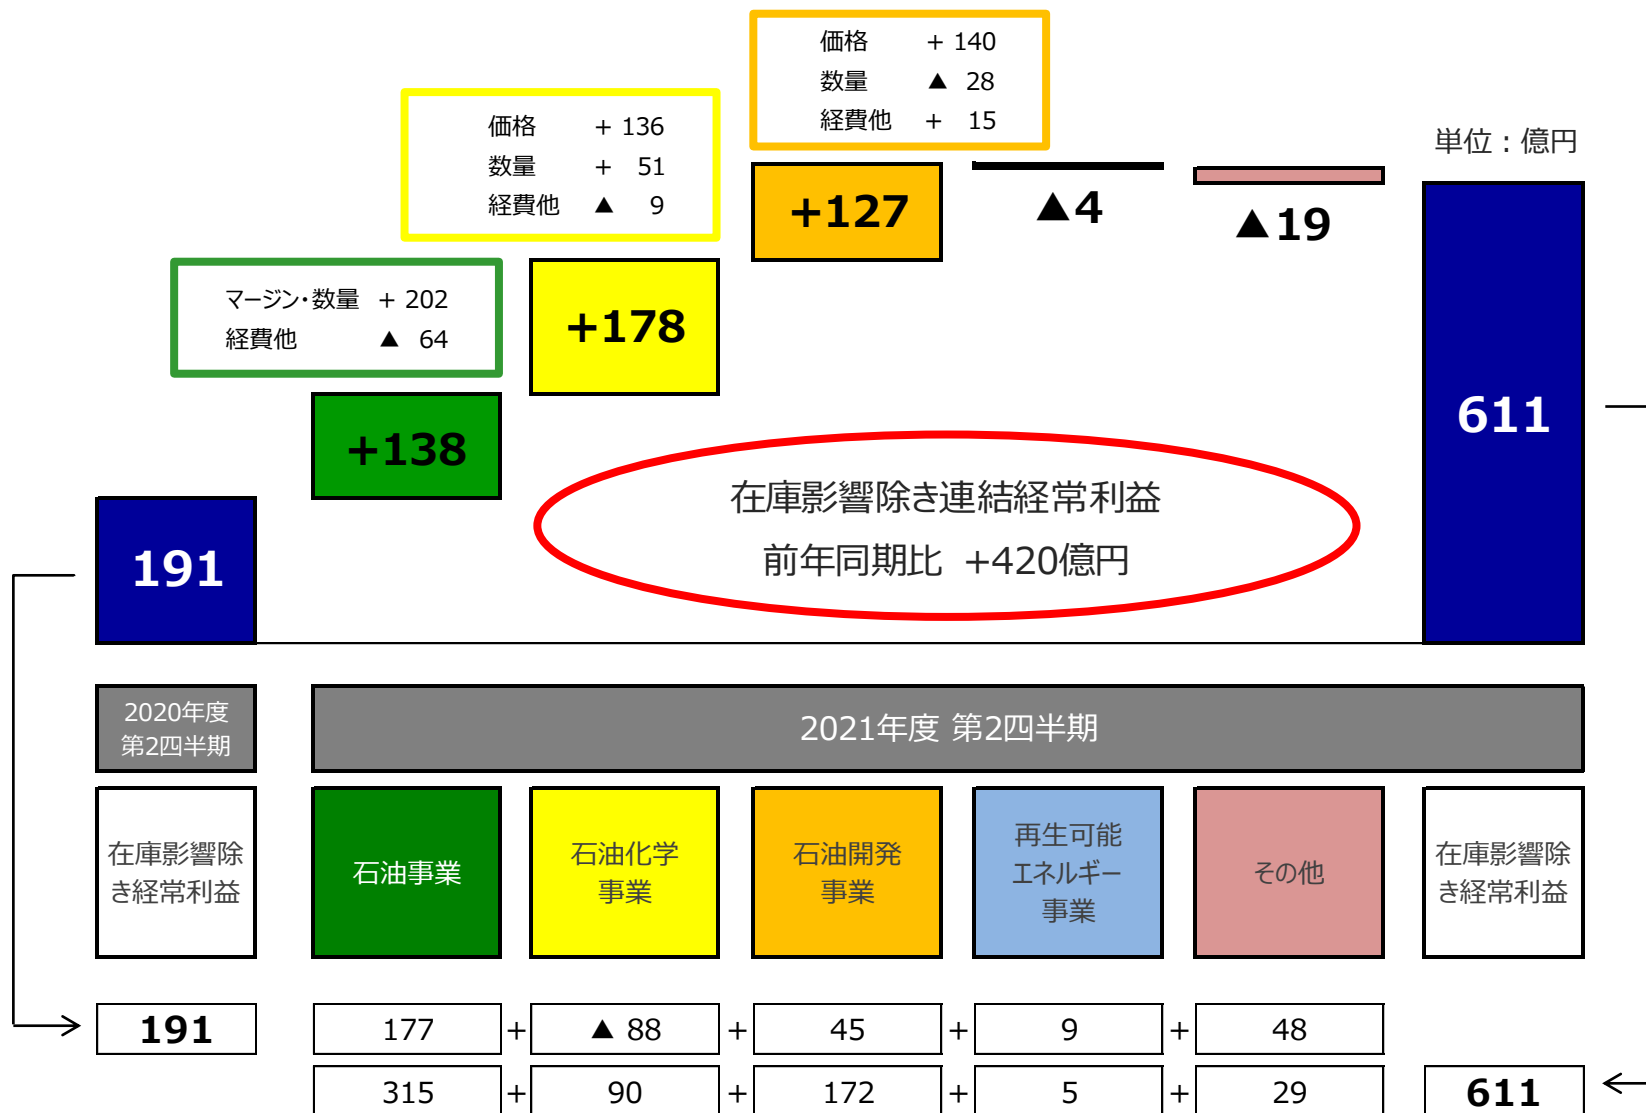 価格 + 140
数量 ▲ 28
経費他 + 15
価格 + 136
数量 + 51
経費他 ▲ 9
単位：億円
+127
▲4
▲19
マージン・数量 + 202
経費他 ▲ 64
+178
+138
611
在庫影響除き連結経常利益
前年同期比 +420億円
191
2020年度
第2四半期
2021年度 第2四半期
在庫影響除
き経常利益
石油事業
石油化学
事業
石油開発
事業
再生可能
エネルギー
事業
その他
在庫影響除
き経常利益
191 177 + ▲ 88 + 45 + 9 + 48
315 + 90 + 172 + 5 + 29 611